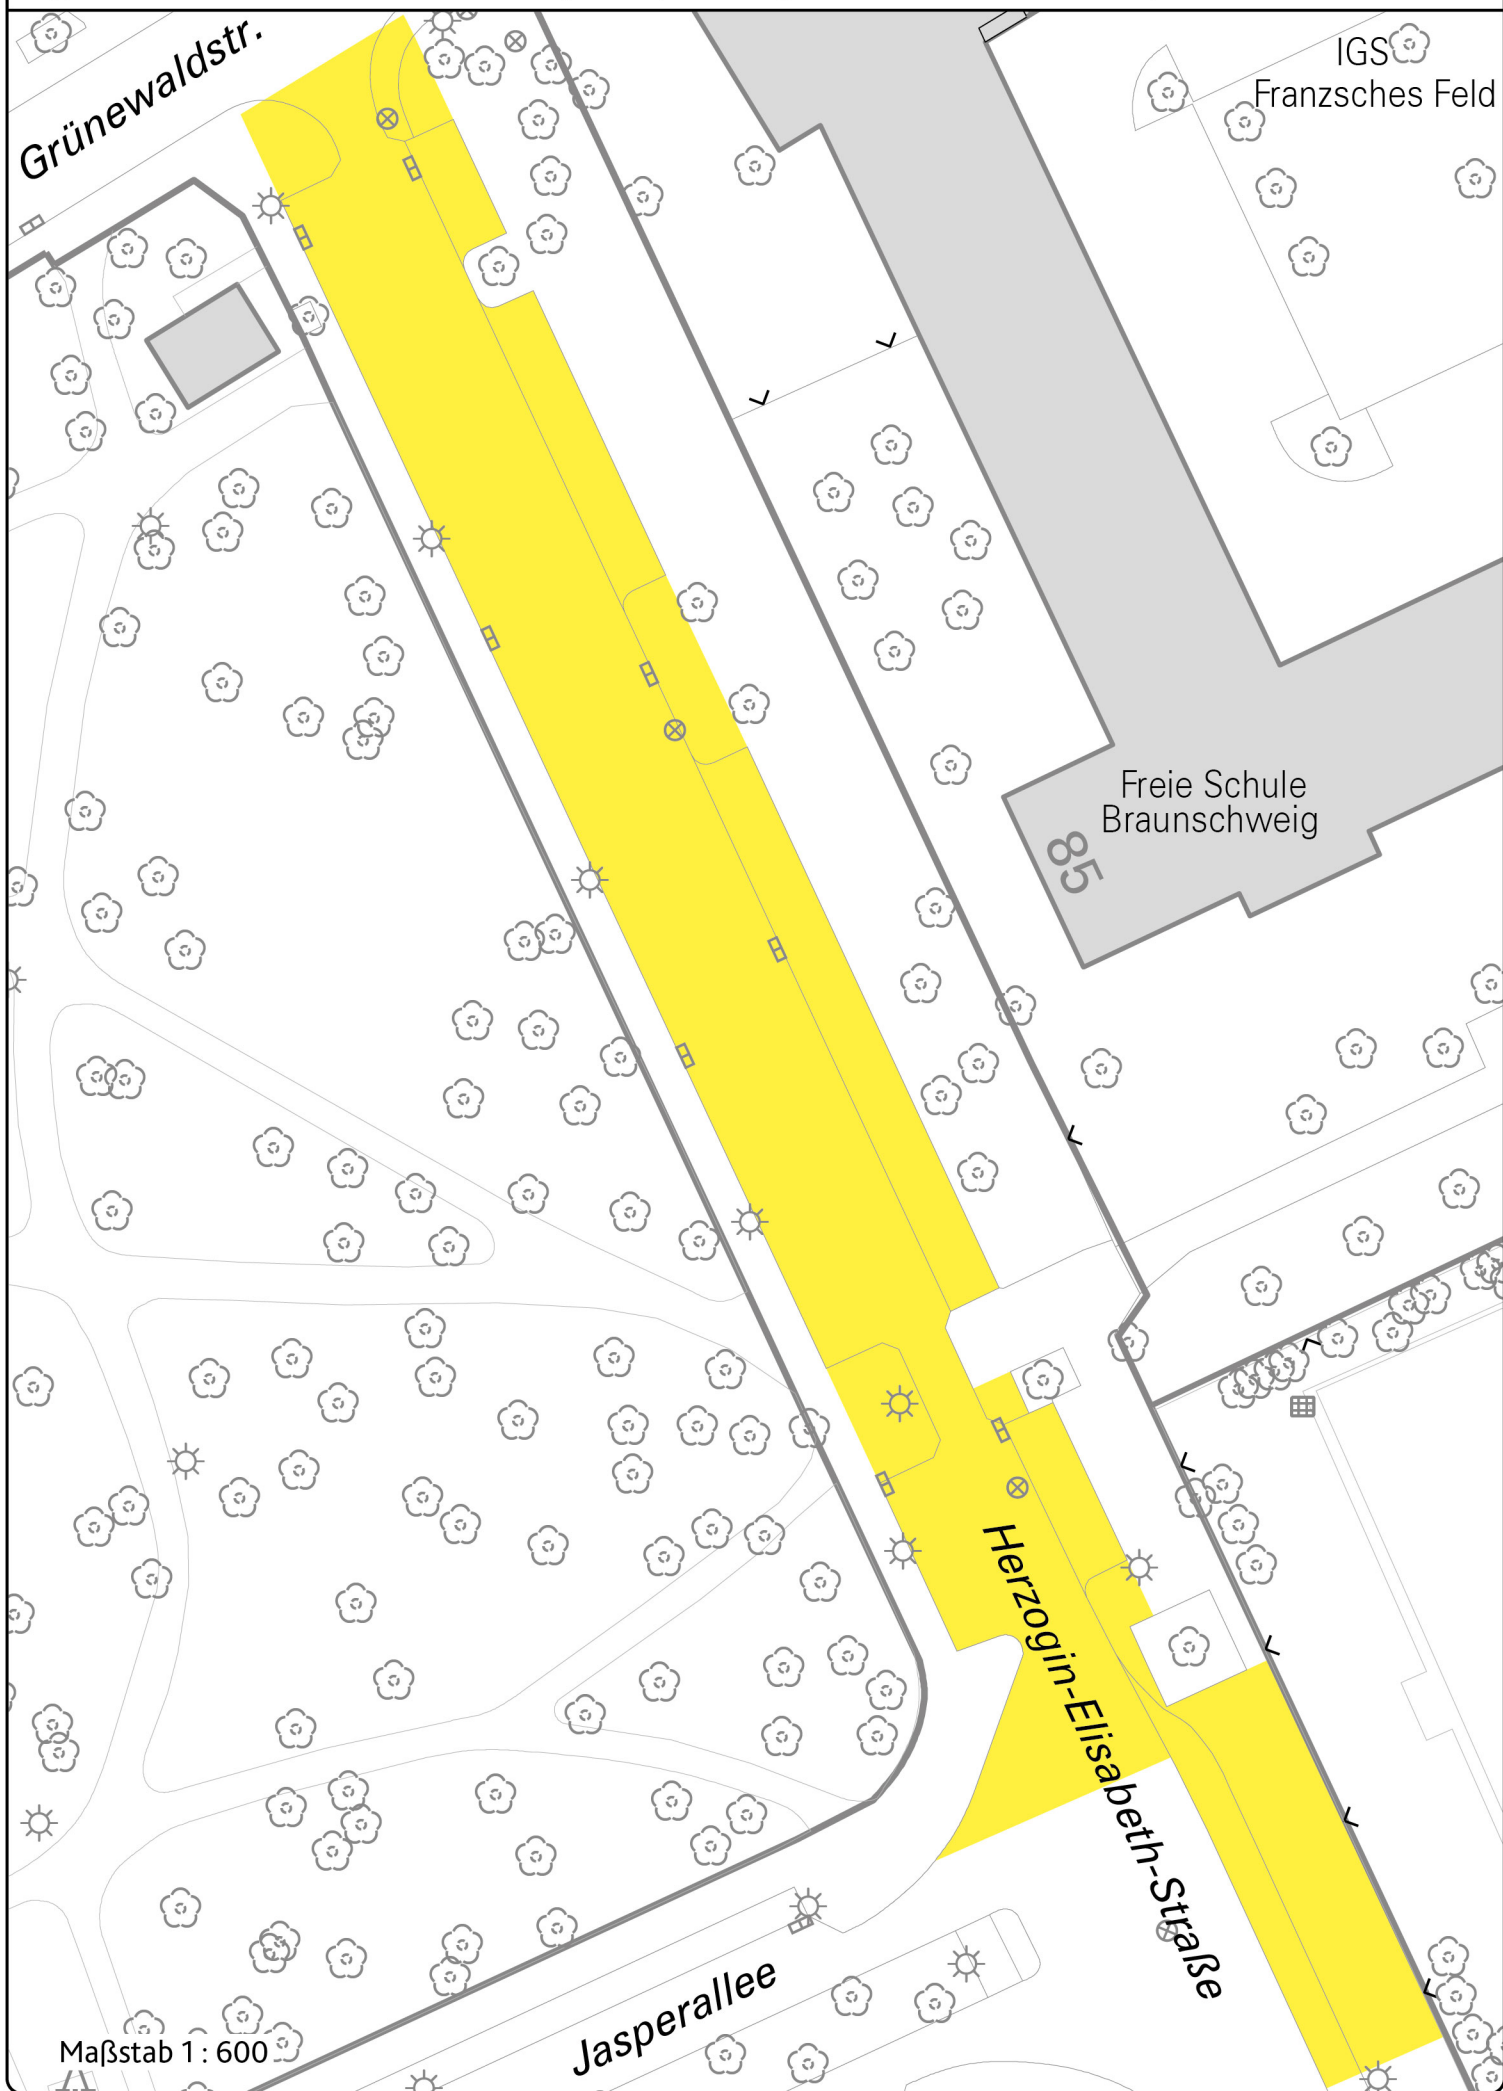 Grünewaldstr.
IGS
Franzsches Feld
Freie Schule
Braunschweig
85
Herzogin-Elisabeth-Straße
Jasperallee
Maßstab 1 : 600